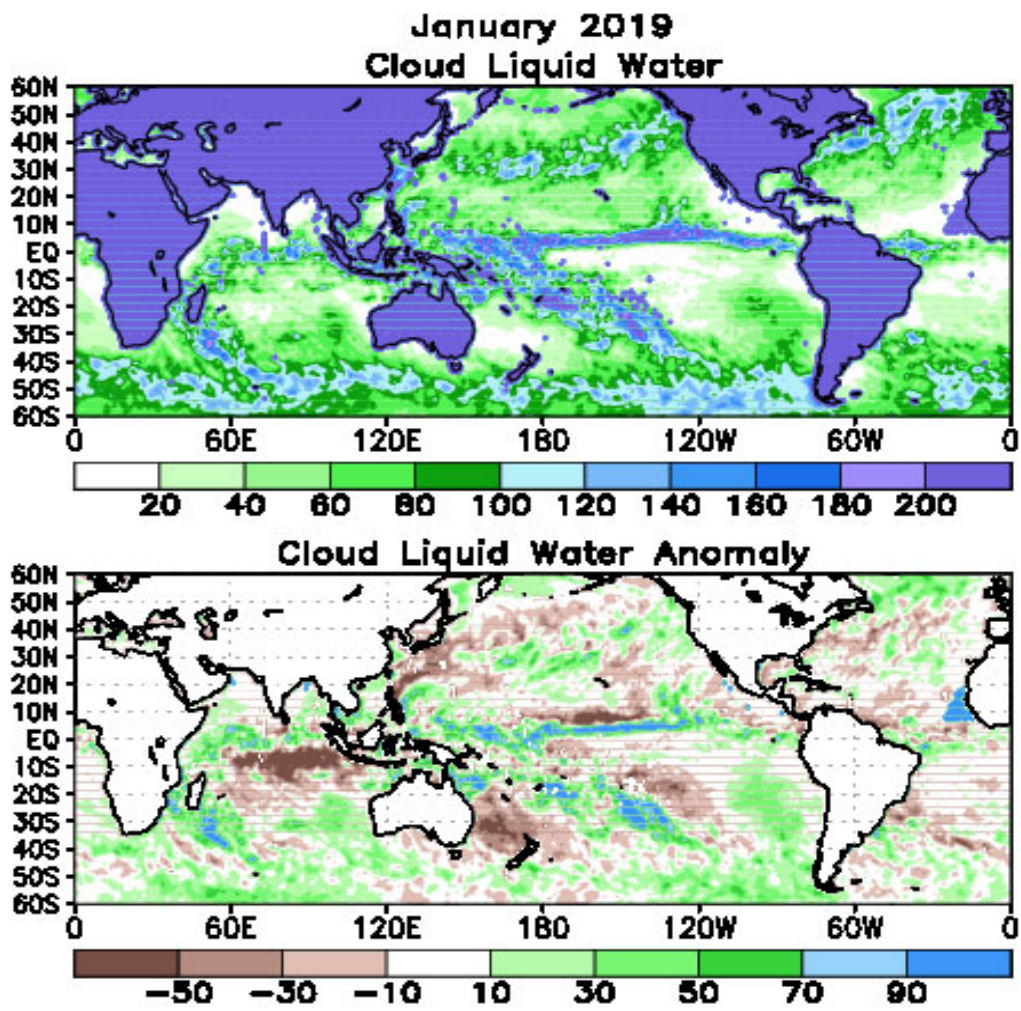 January 2019
Cloud Liquid Water
60N
50N
40N
30N
20N
10N
EQ
10S
20S
30S
40S
50S
60S
0 60E 120E 180 120W 60W 0
20 40 60 80 100 120 140 160 180 200
Cloud Liquid Water Anomaly
60N
50N
40N
30N
20N
10N
EQ
10S
20S
30S
40S
50S
60S
0 60E 120E 180 120W 60W 0
-50 -30 -10 10 30 50 70 90